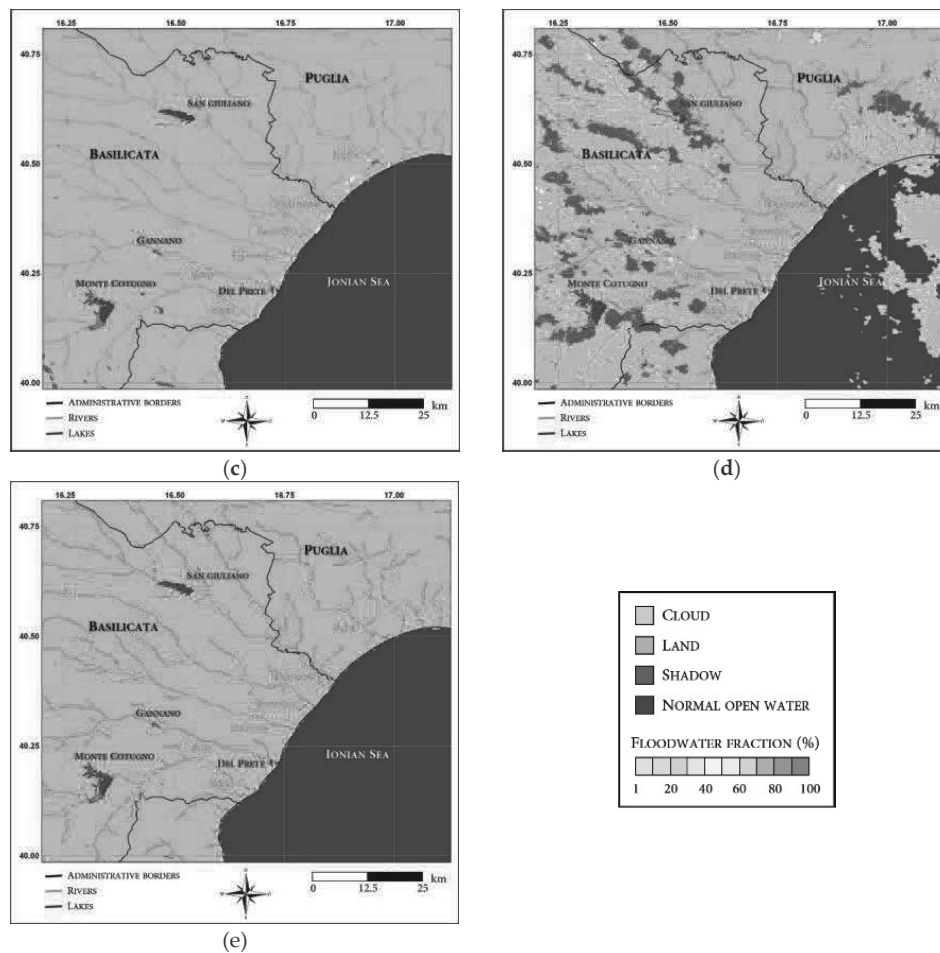 16.25 16.50 16.75 17.00
40.75
PUGLIA
SAN GIULIANO
BASILICATA
40.50
GANNANO
40.25
MONTE COTUGNO
DEL PRETE
JONIAN SEA
40.00
ADMINISTRATIVE BORDERS
RIVERS
LAKES
0 12.5 25 km
(c)
16.25 16.50 16.75 17.00
40.75
PUGLIA
SAN GIULIANO
BASILICATA
40.50
GANNANO
40.25
MONTE COTUGNO
DEL PRETE
JONIAN SEA
40.00
ADMINISTRATIVE BORDERS
RIVERS
LAKES
0 12.5 25 km
(d)
16.25 16.50 16.75 17.00
40.75
PUGLIA
SAN GIULIANO
BASILICATA
40.50
GANNANO
40.25
MONTE COTUGNO
DEL PRETE
IONIAN SEA
40.00
ADMINISTRATIVE BORDERS
RIVERS
LAKES
0 12.5 25 km
(e)
CLOUD
LAND
SHADOW
NORMAL OPEN WATER
FLOODWATER FRACTION (%)
1 20 40 60 80 100